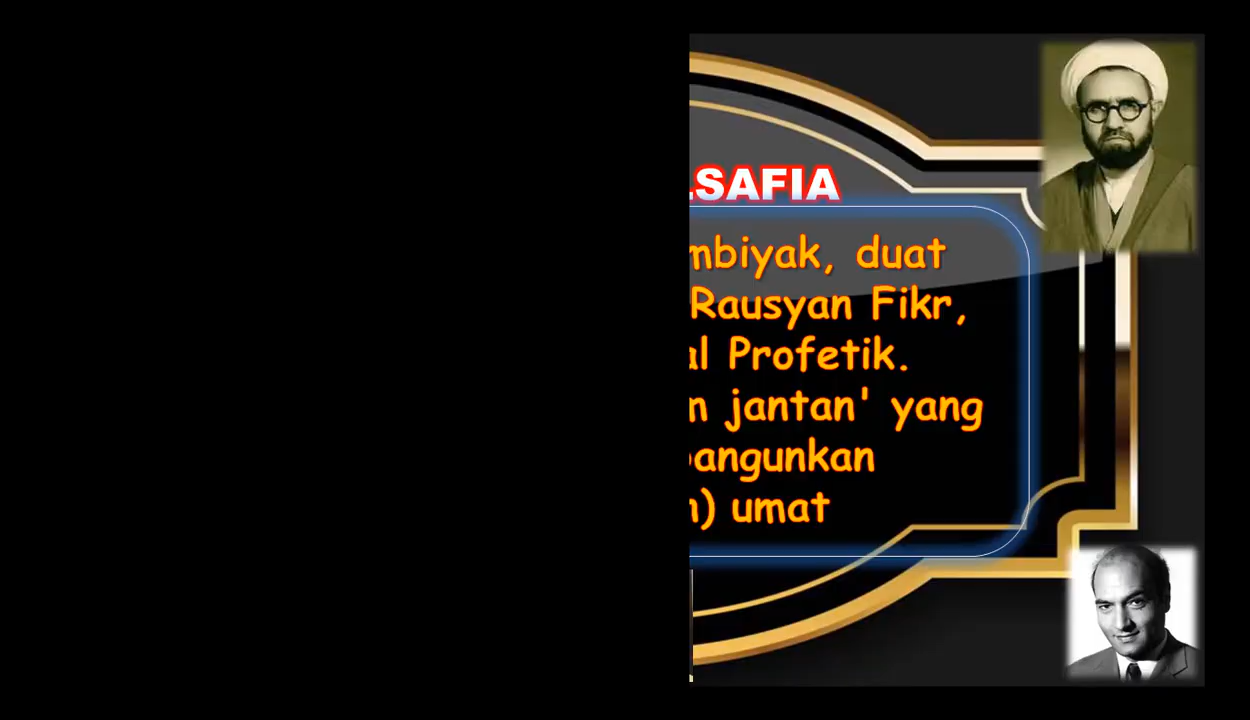 LSAFIA
mbiyak, duat
Rausyan Fikr,
al Profetik.
n jantan' yang
bangunkan
n) umat